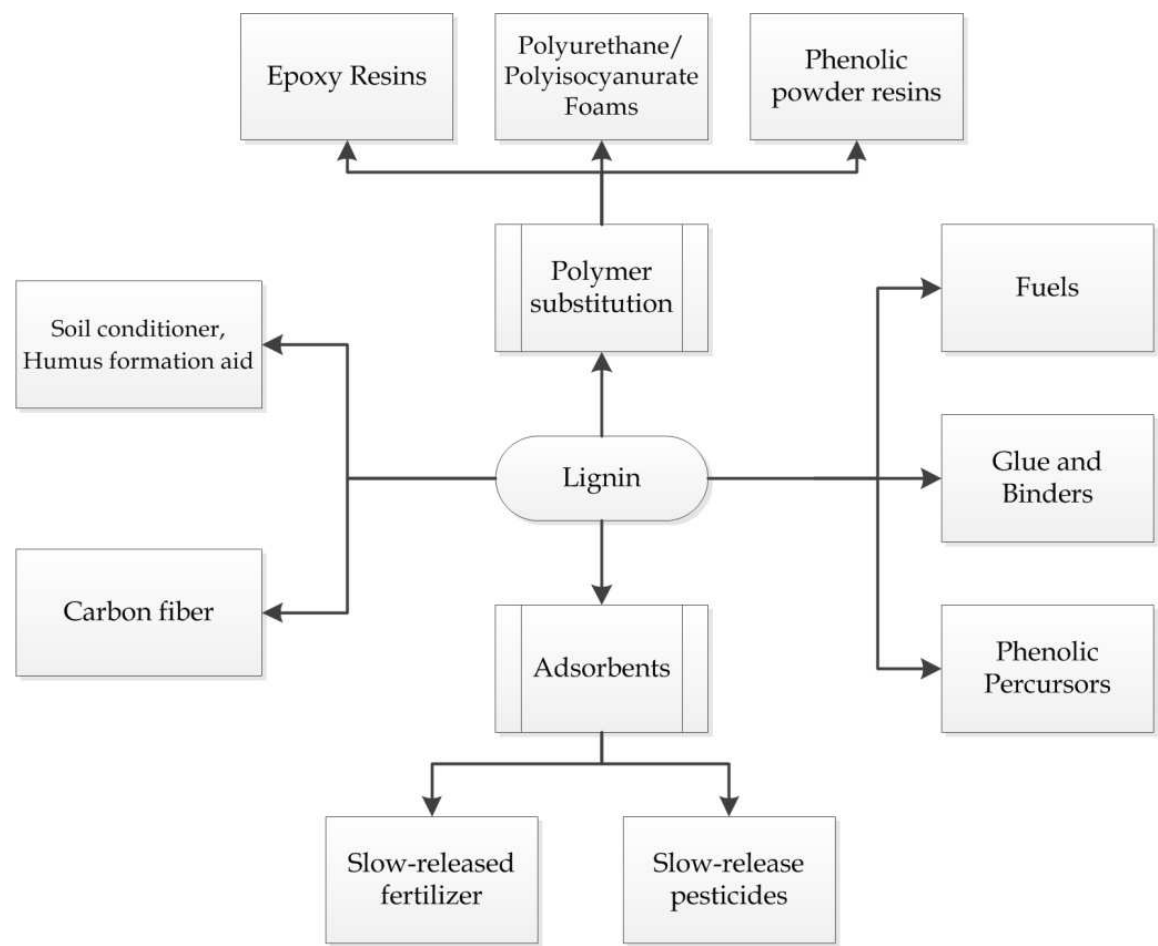 Epoxy Resins
Polyurethane/
Polyisocyanurate
Foams
Phenolic
powder resins
Polymer
substitution
Fuels
Soil conditioner,
Humus formation aid
Lignin
Glue and
Binders
Carbon fiber
Adsorbents
Phenolic
Percursors
Slow-released
fertilizer
Slow-release
pesticides